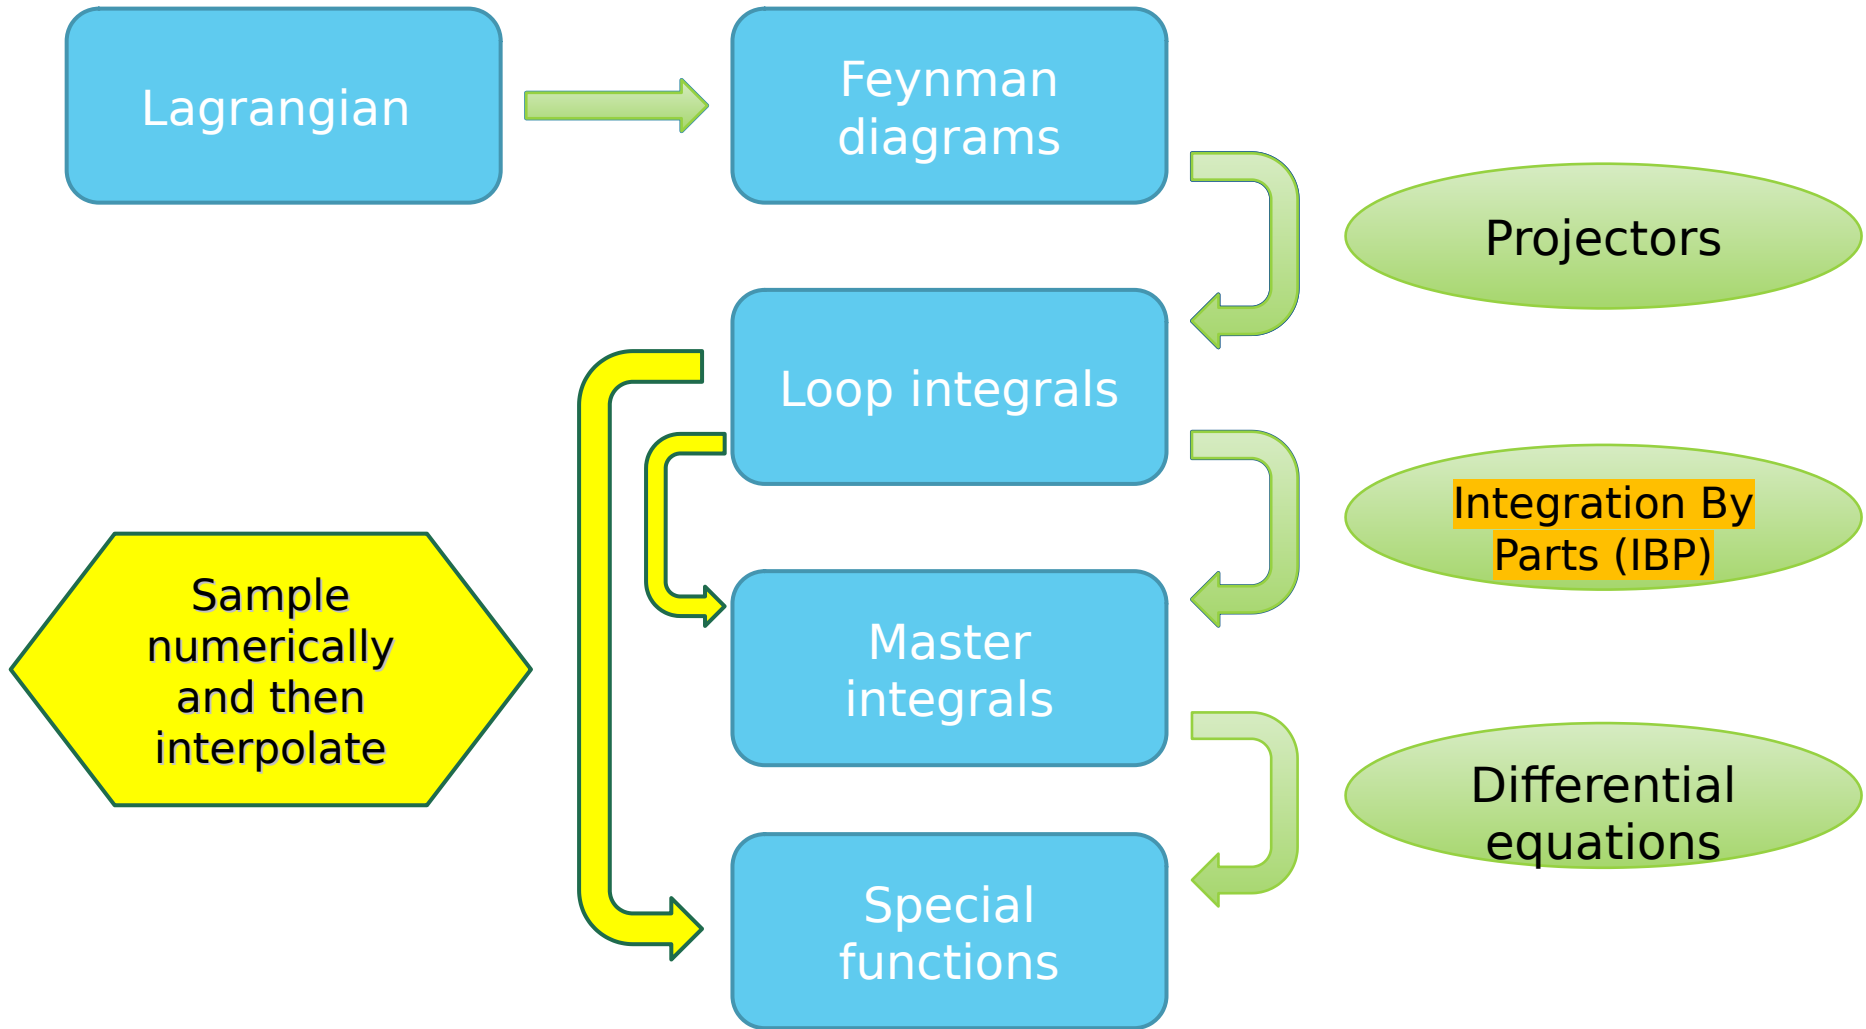 Lagrangian
Feynman
diagrams
Projectors
Loop integrals
Integration By
Parts (IBP)
Sample
numerically
and then
interpolate
Master
integrals
Differential
equations
Special
functions